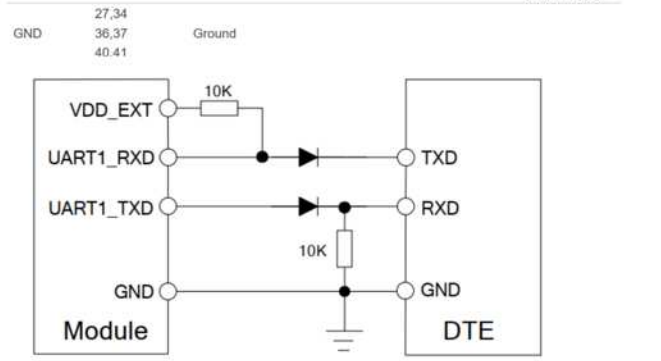 27,34
GND 36,37 Ground
40.41
10K
VDD_EXT
UART1_RXD TXD
UART1_TXD RXD
10K
GND GND
Module DTE